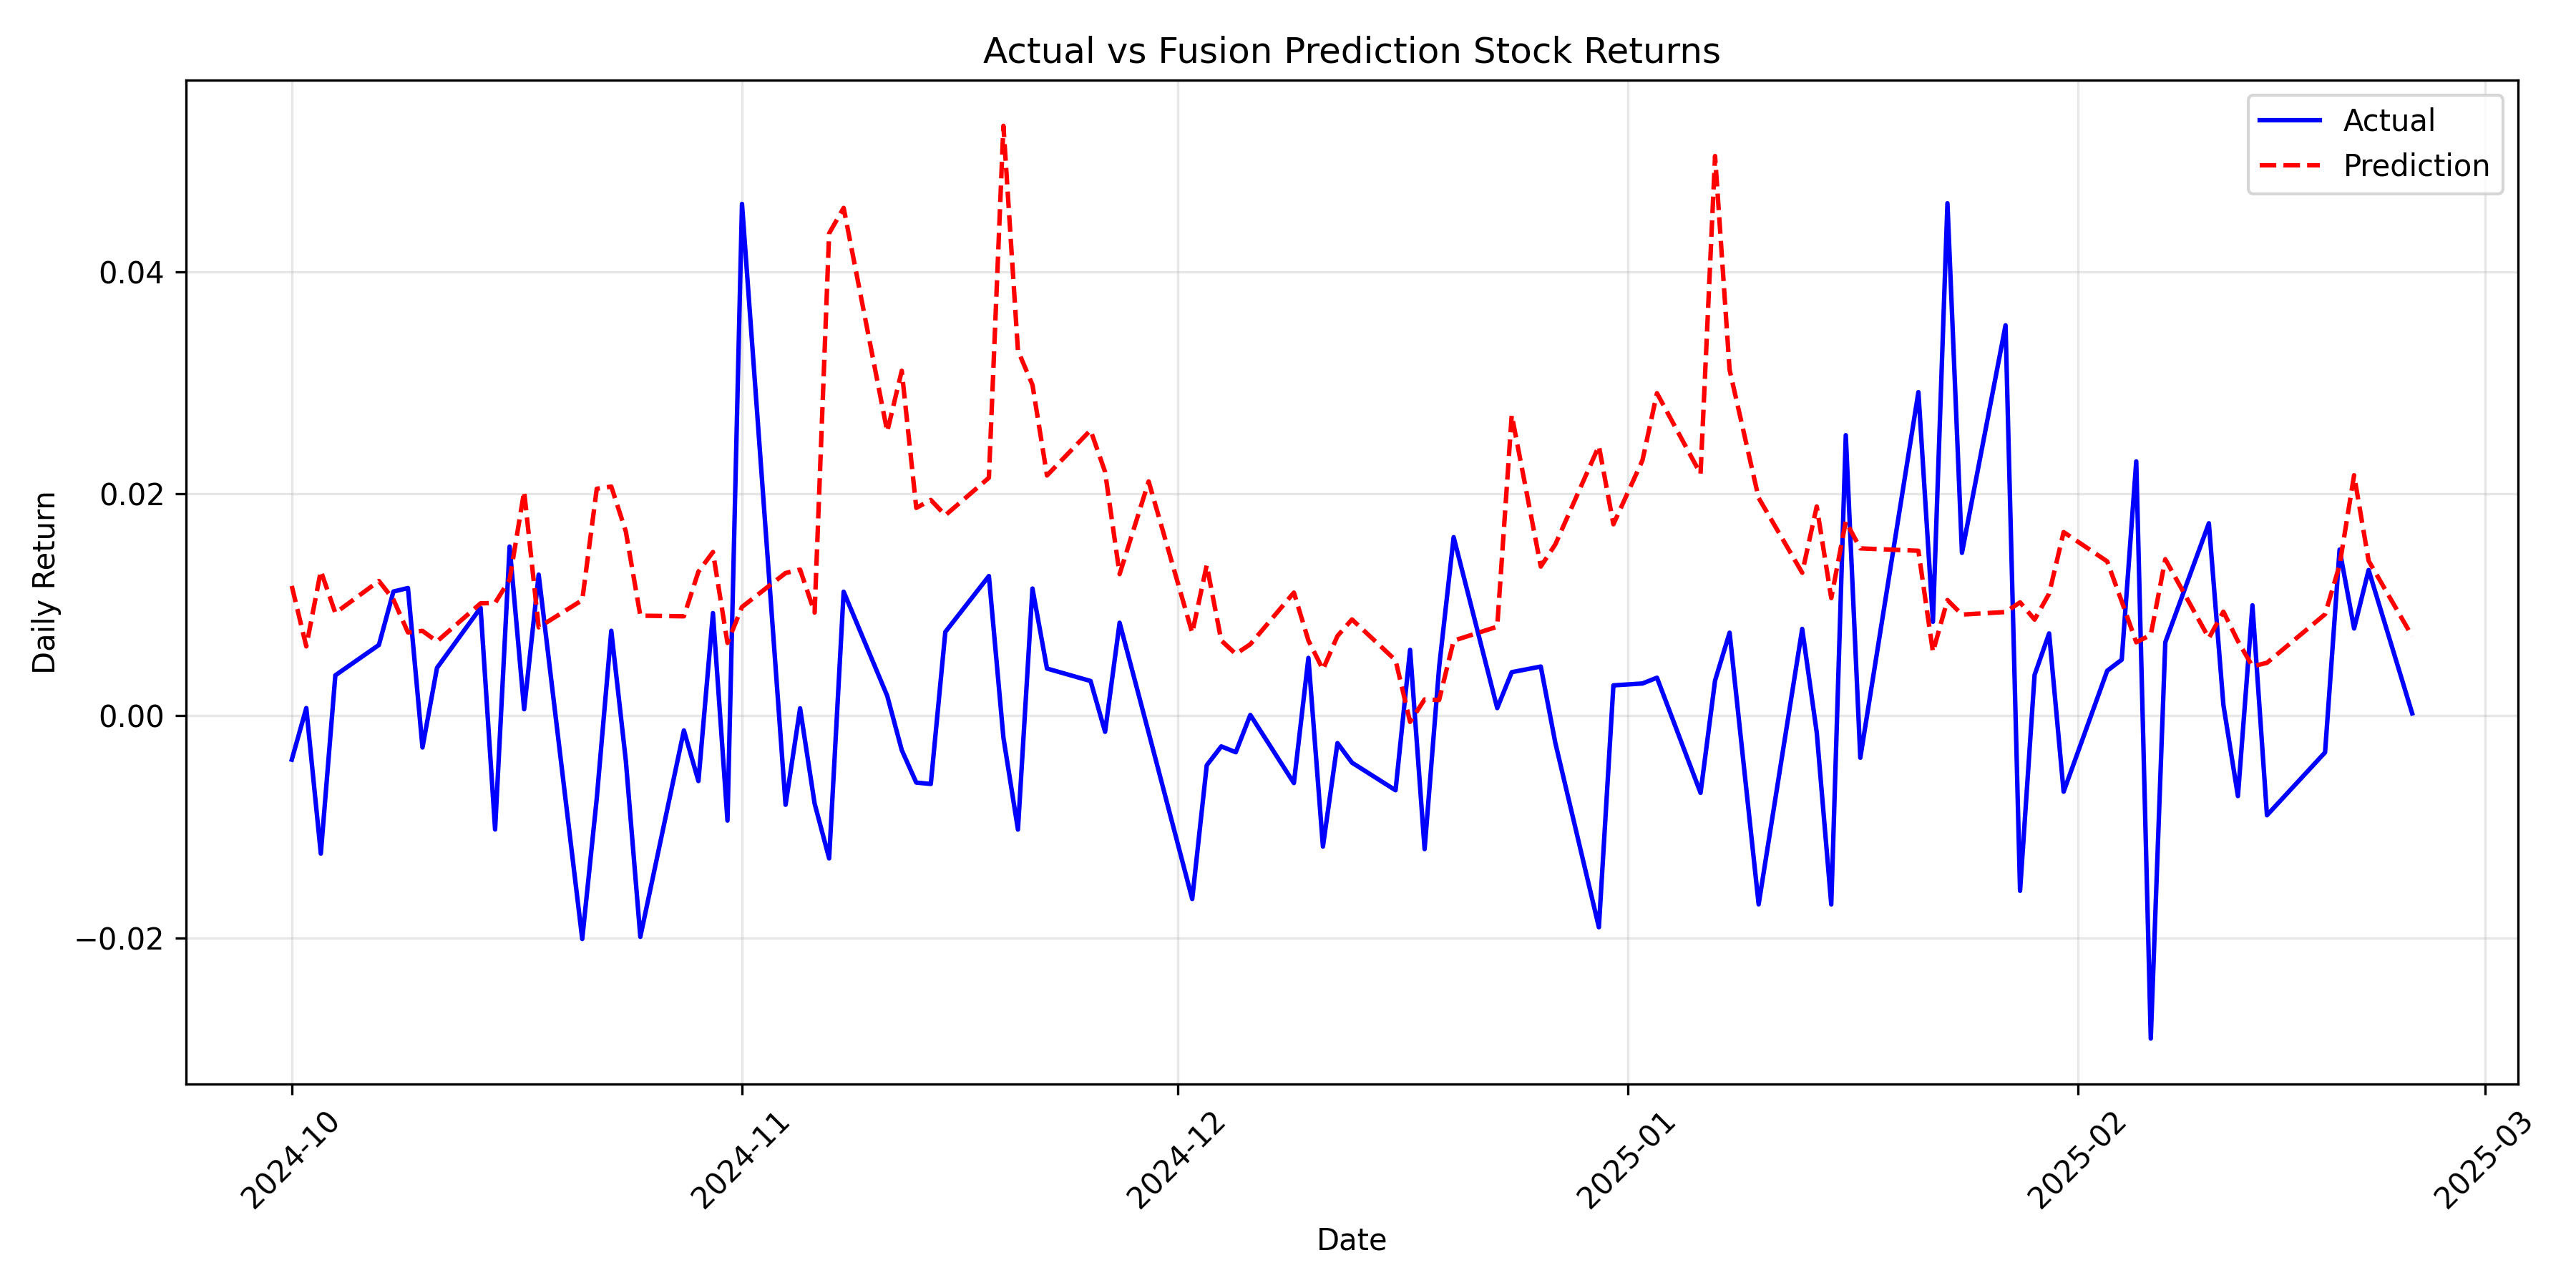 Actual vs Fusion Prediction Stock Returns
Actual
Prediction
Daily Return
0.04
0.02
0.00
−0.02
2024-10
2024-11
2024-12
2025-01
2025-02
2025-03
Date